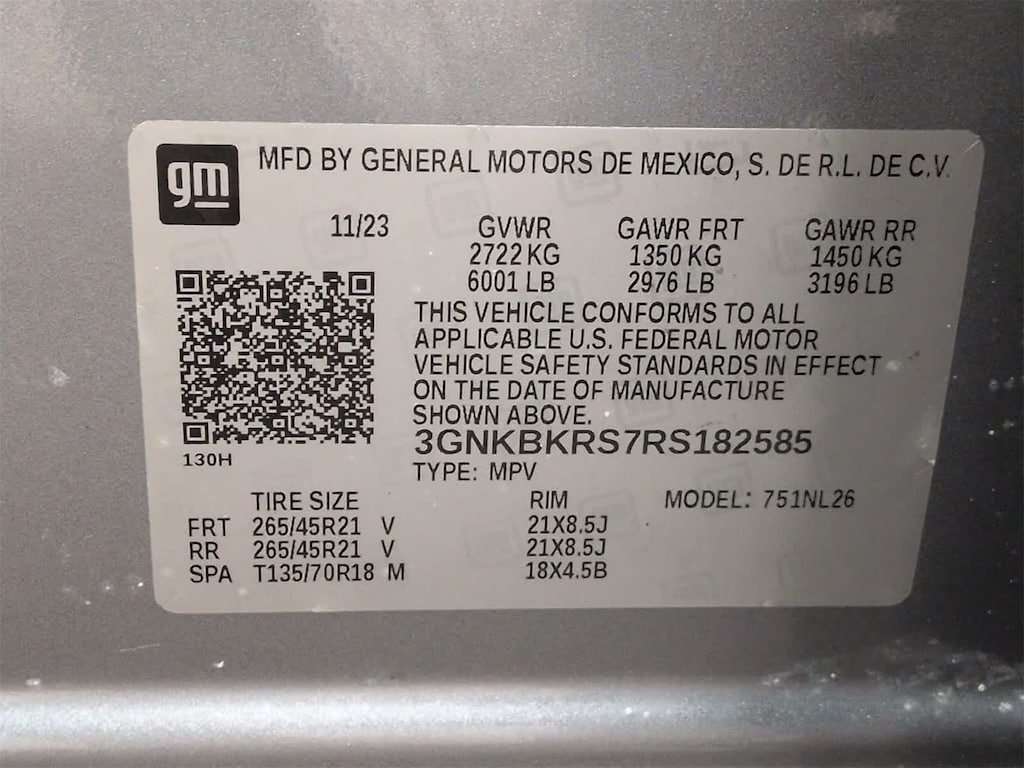 gm MFD BY GENERAL MOTORS DE MEXICO, S. DE R.L. DE C.V.
11/23 GVWR GAWR FRT GAWR RR
2722 KG 1350 KG 1450 KG
6001 LB 2976 LB 3196 LB
THIS VEHICLE CONFORMS TO ALL
APPLICABLE U.S. FEDERAL MOTOR
VEHICLE SAFETY STANDARDS IN EFFECT
ON THE DATE OF MANUFACTURE
SHOWN ABOVE.
3GNKBKRS7RS182585
130H
TYPE: MPV
TIRE SIZE RIM MODEL: 751NL26
FRT 265/45R21 V 21X8.5J
RR 265/45R21 V 21X8.5J
SPA T135/70R18 M 18X4.5B